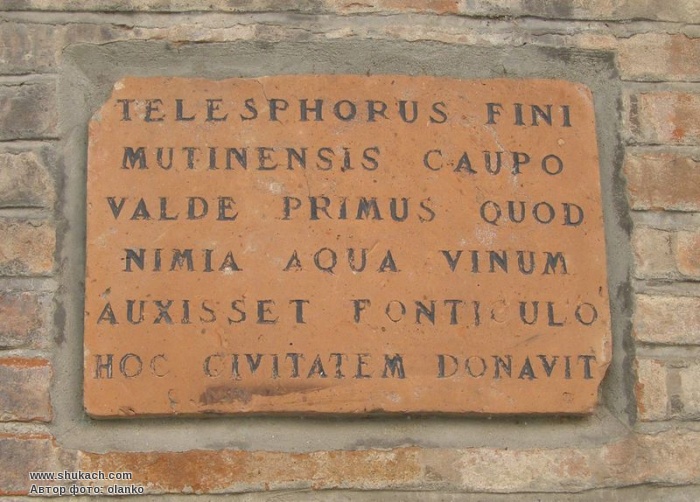 TELESPHORUS FINI
MUTINENSIS CAUPO
VALDE PRIMUS QUOD
NIMIA AQUA VINUM
AUXISSET FONTICULO
HOC CIVITATEM DONAVIT
www.shukach.com
Автор фото: olanko